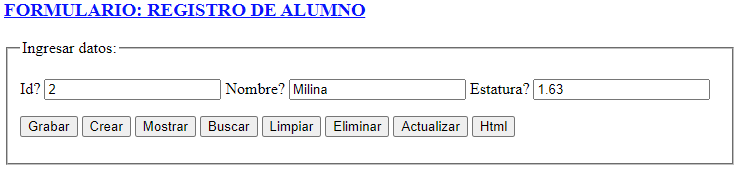 FORMULARIO: REGISTRO DE ALUMNO
Ingresar datos:
Id? 2 Nombre? Milina Estatura? 1.63
Grabar Crear Mostrar Buscar Limpiar Eliminar Actualizar Html